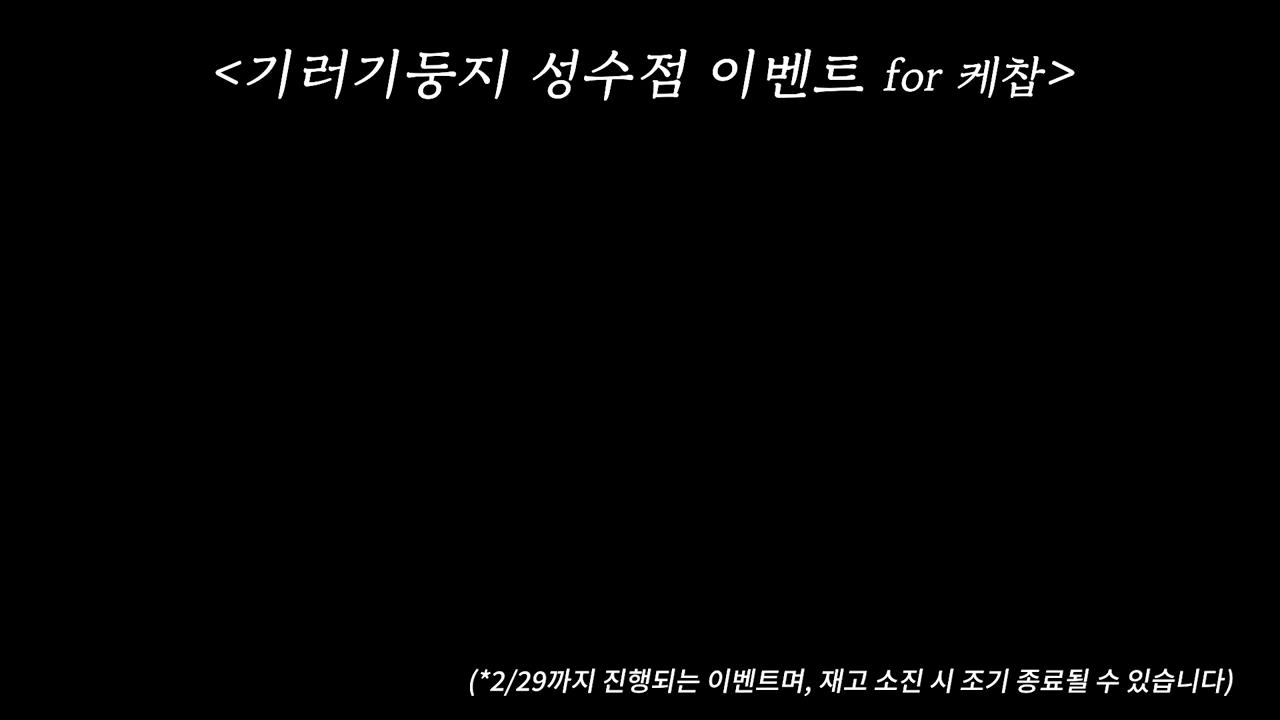 <기러기둥지 성수점 이벤트 for 케찹>
(*2/29까지 진행되는 이벤트며, 재고 소진 시 조기 종료될 수 있습니다)